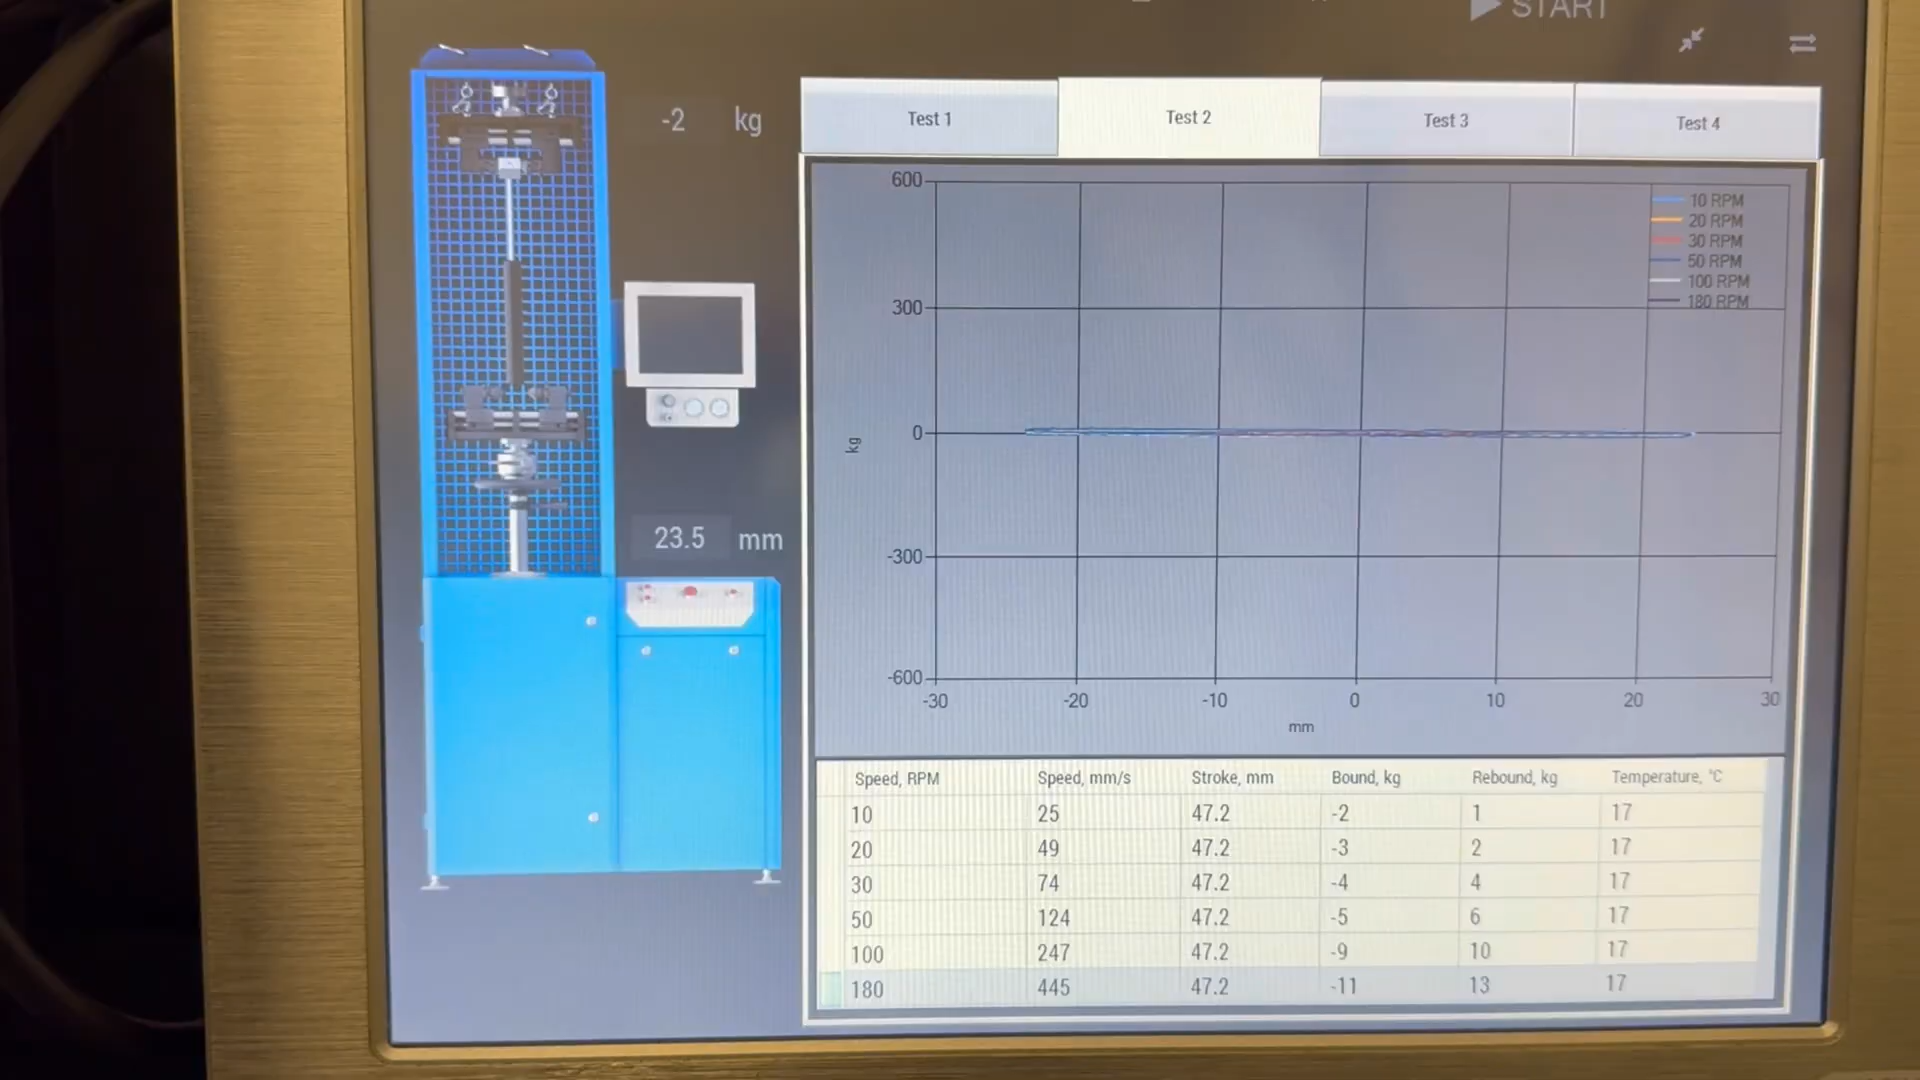 START
-2 kg
Test 1 Test 2 Test 3 Test 4
600
300
0
-300
-600
kg
10 RPM
20 RPM
30 RPM
50 RPM
100 RPM
180 RPM
-30 -20 -10 0 10 20 30
mm
23.5 mm
Speed, RPM Speed, mm/s Stroke, mm Bound, kg Rebound, kg Temperature, °C
10 25 47.2 -2 1 17
20 49 47.2 -3 2 17
30 74 47.2 -4 4 17
50 124 47.2 -5 6 17
100 247 47.2 -9 10 17
180 445 47.2 -11 13 17